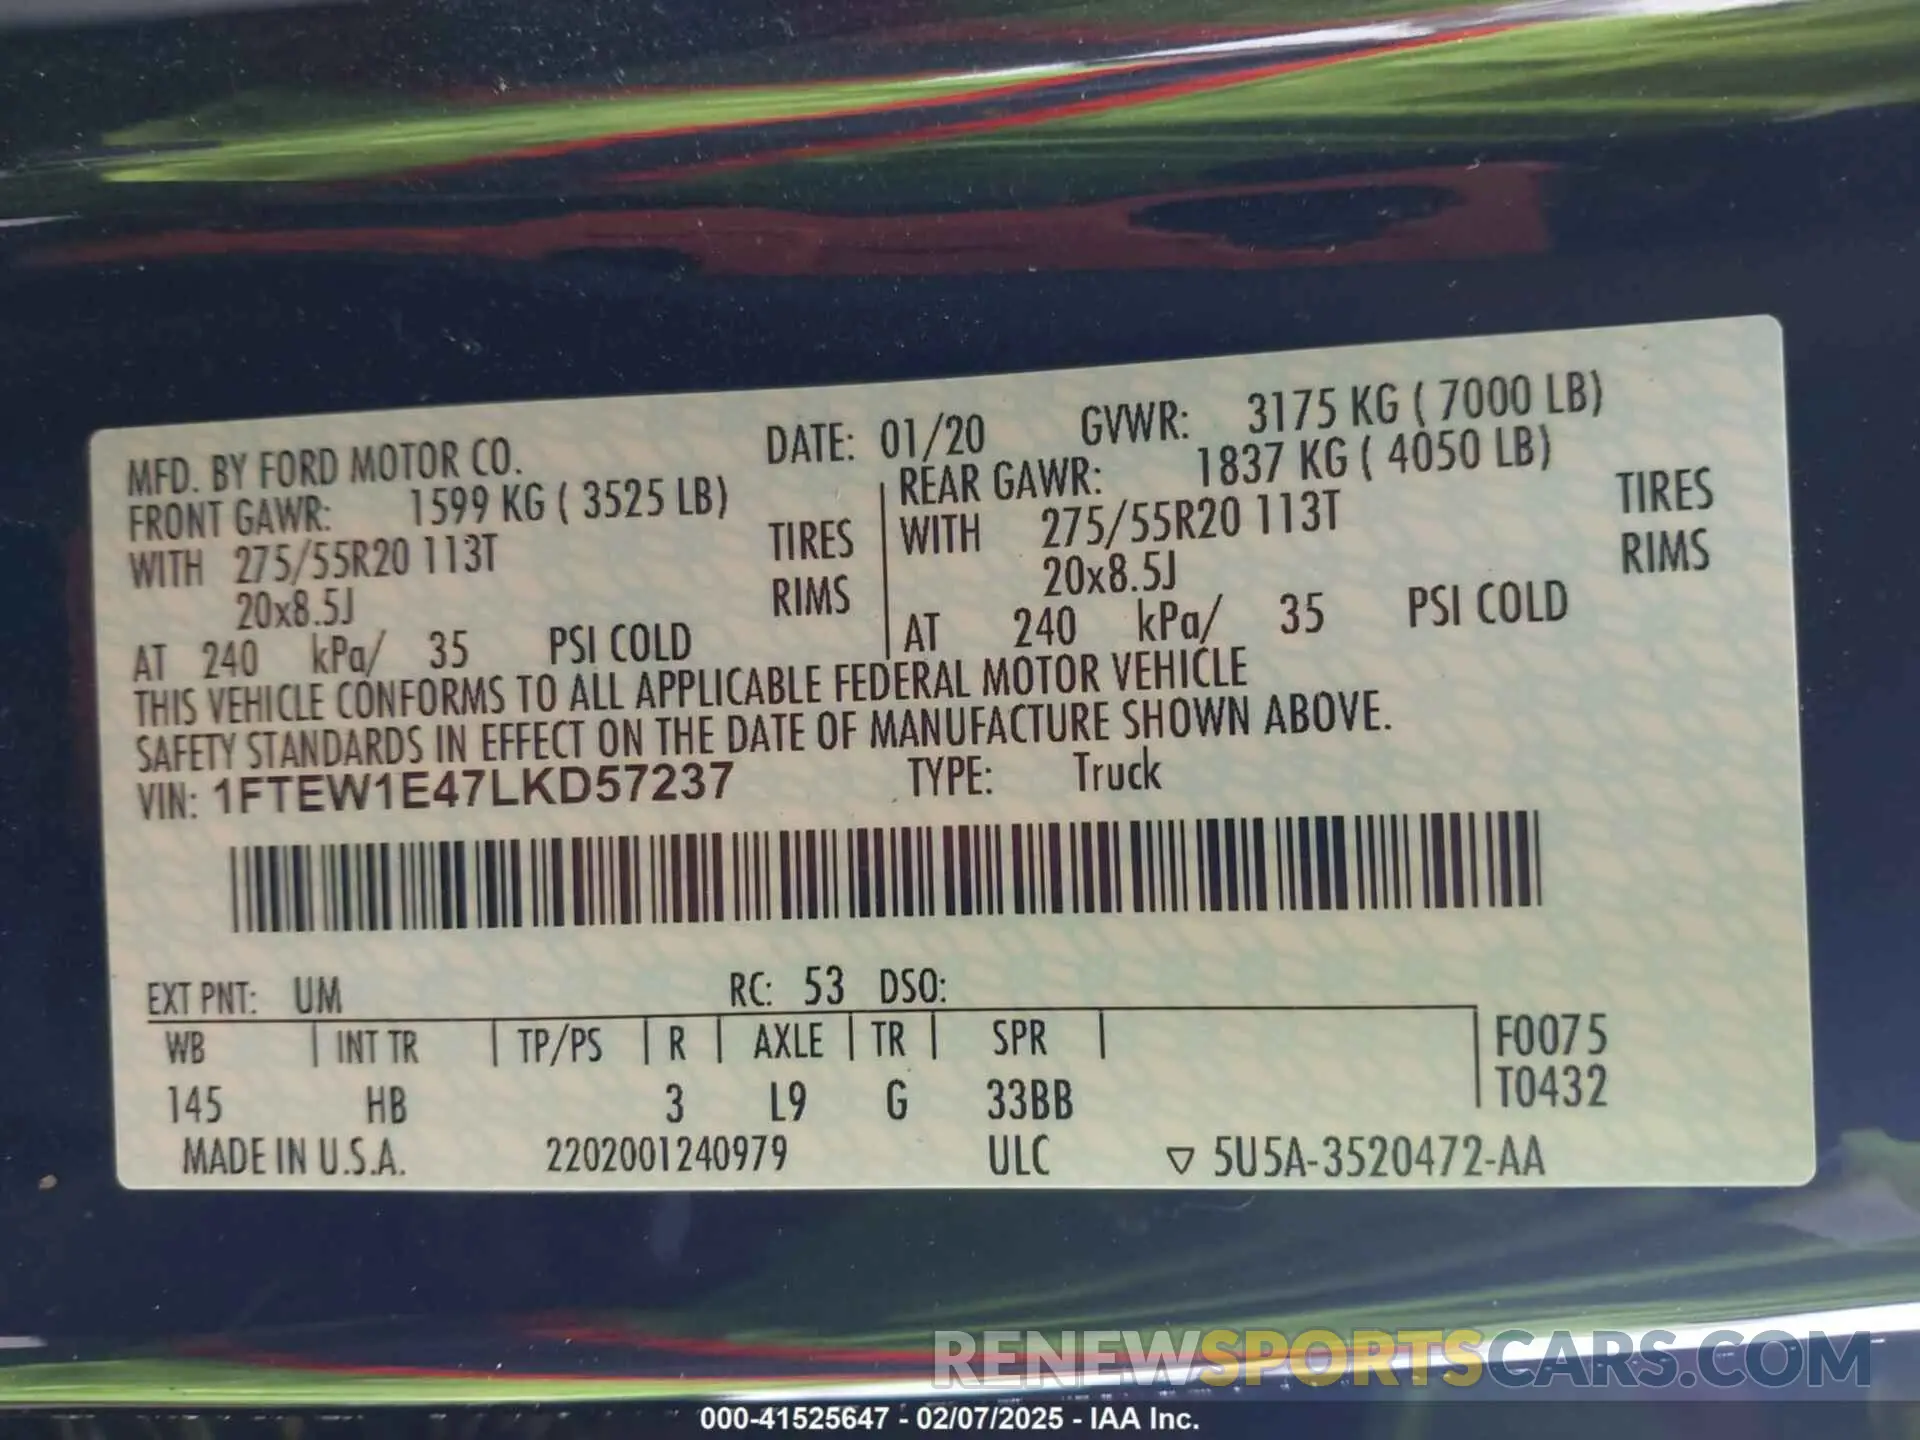 MFD. BY FORD MOTOR CO. DATE: 01/20 GVWR: 3175 KG ( 7000 LB)
FRONT GAWR: 1599 KG ( 3525 LB) REAR GAWR: 1837 KG ( 4050 LB)
WITH 275/55R20 113T TIRES WITH 275/55R20 113T TIRES
20x8.5J RIMS 20x8.5J RIMS
AT 240 kPa/ 35 PSI COLD AT 240 kPa/ 35 PSI COLD
THIS VEHICLE CONFORMS TO ALL APPLICABLE FEDERAL MOTOR VEHICLE
SAFETY STANDARDS IN EFFECT ON THE DATE OF MANUFACTURE SHOWN ABOVE.
VIN: 1FTEW1E47LKD57237 TYPE: Truck
EXT PNT: UM RC: 53 DSO:
WB | INT TR | TP/PS | R | AXLE | TR | SPR | F0075
145 HB 3 L9 G 33BB T0432
MADE IN U.S.A. 2202001240979 ULC ▽ 5U5A-3520472-AA
RENEWSPORTSCARS.COM
000-41525647 - 02/07/2025 - IAA Inc.